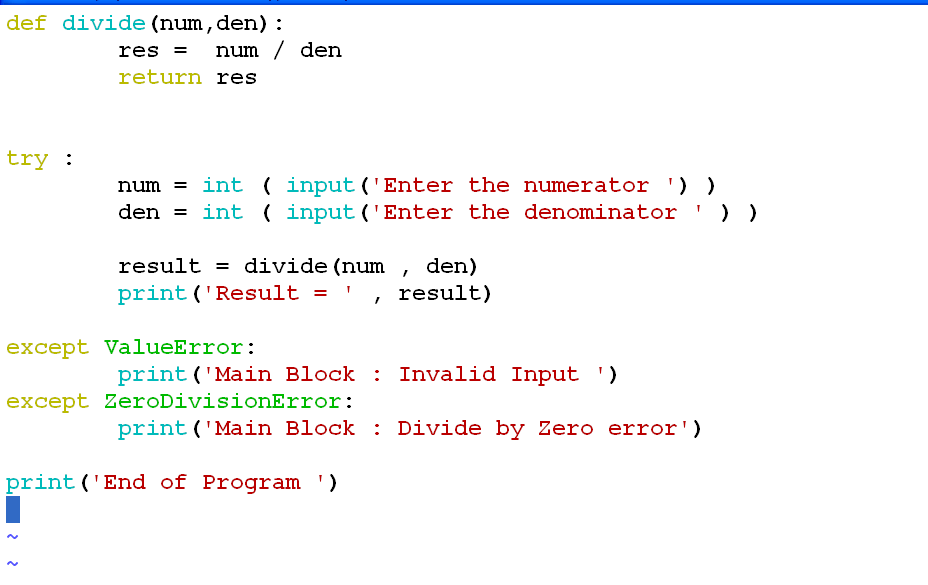 def divide(num,den):
        res =  num / den
        return res
try :
        num = int ( input('Enter the numerator ') )
        den = int ( input('Enter the denominator ' ) )
        result = divide(num , den)
        print('Result = ' , result)
except ValueError:
        print('Main Block : Invalid Input ')
except ZeroDivisionError:
        print('Main Block : Divide by Zero error')
print('End of Program ')
~
~